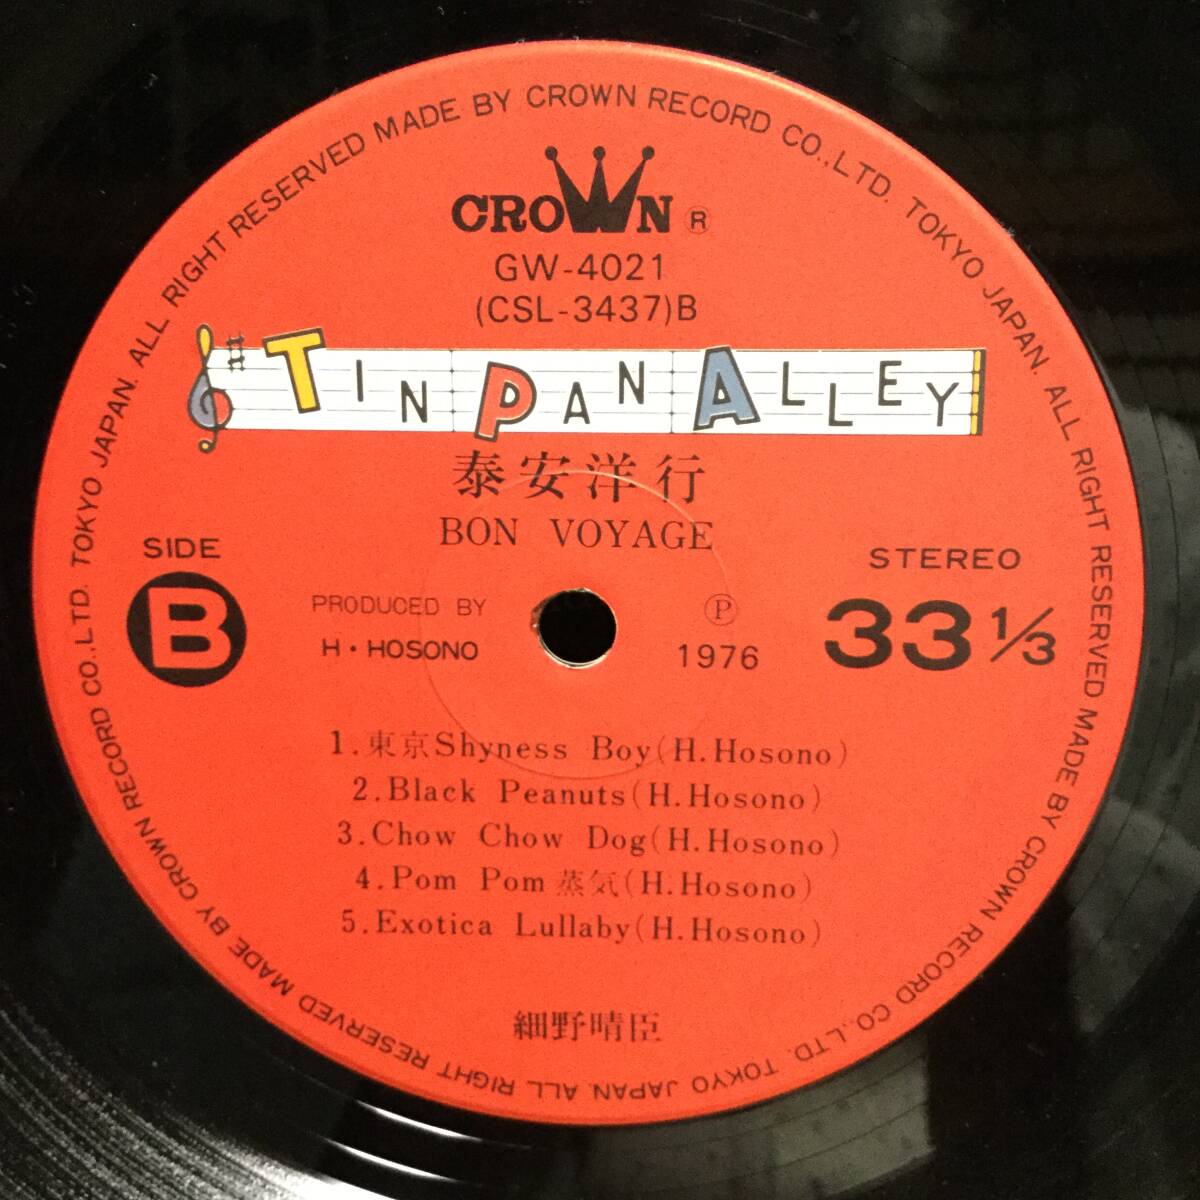 MADE BY CROWN RECORD CO.,LTD. TOKYO JAPAN. ALL RIGHT RESERVED MADE BY CROWN RECORD CO.,LTD. TOKYO JAPAN. ALL RIGHT RESERVED MADE BY CROWN RECORD CO.,LTD. TOKYO JAPAN. ALL RIGHT RESERVED
CROWN ®
GW-4021
(CSL-3437)B
TIN PAN ALLEY
泰安洋行
BON VOYAGE
SIDE
B
PRODUCED BY
H・HOSONO
Ⓟ
1976
STEREO
33 1/3
1.東京Shyness Boy(H.Hosono)
2.Black Peanuts(H.Hosono)
3.Chow Chow Dog(H.Hosono)
4.Pom Pom 蒸気(H.Hosono)
5.Exotica Lullaby(H.Hosono)
細野晴臣